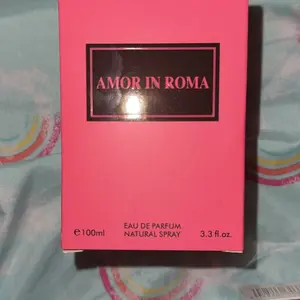 AMOR IN ROMA
EAU DE PARFUM
℮100ml NATURAL SPRAY 3.3 fl.oz.